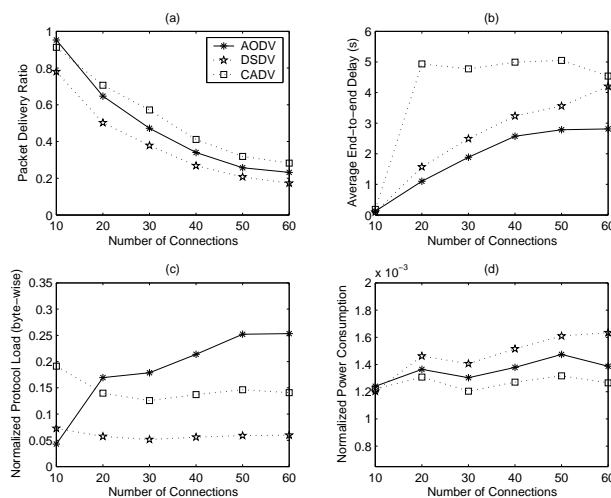 (a)
1
0.8
0.6
0.4
0.2
0
10 20 30 40 50 60
Number of Connections
Packet Delivery Ratio
AODV
DSDV
CADV
(b)
6
5
4
3
2
1
0
10 20 30 40 50 60
Number of Connections
Average End-to-end Delay (s)
(c)
0.35
0.3
0.25
0.2
0.15
0.1
0.05
0
10 20 30 40 50 60
Number of Connections
Normalized Protocol Load (byte-wise)
(d)
x 10⁻³
1.8
1.6
1.4
1.2
1
0.8
10 20 30 40 50 60
Number of Connections
Normalized Power Consumption